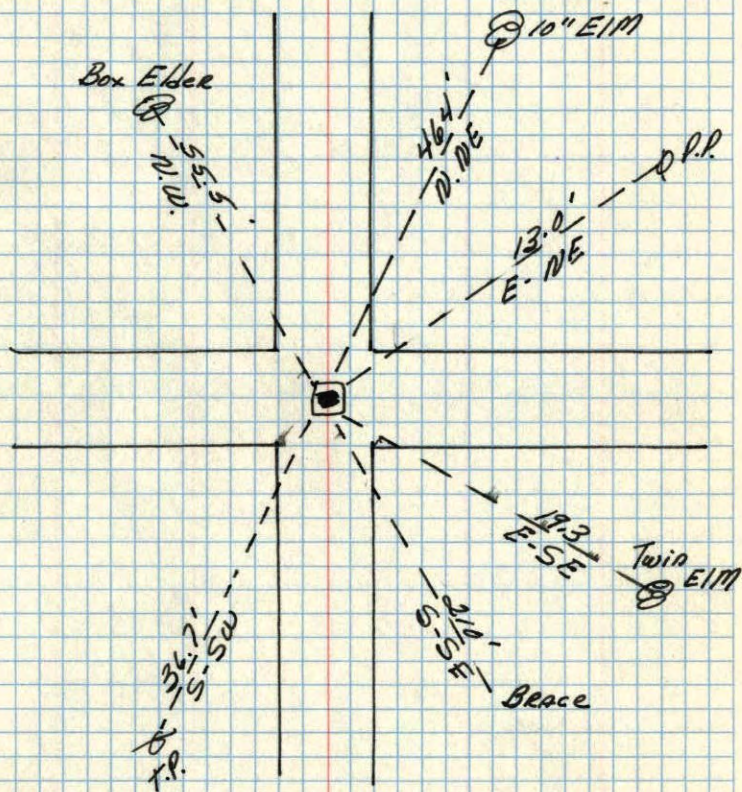 10" ElM
Box Elder
55.5'
N.W.
46.4'
N.NE
P.P.
13.0'
E-NE
19.3
E-SE
Twin
ElM
21.0'
S-SE
Brace
36.7'
S-SW
T.P.